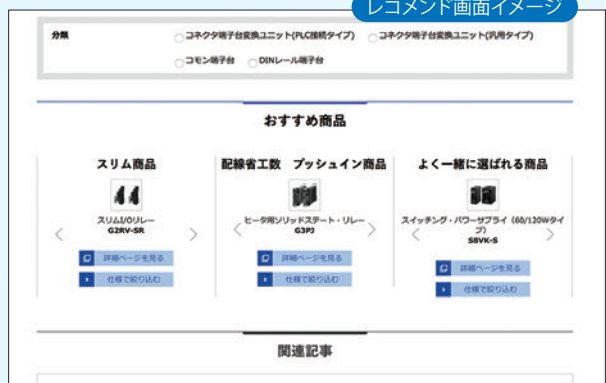 レコメンド画面イメージ
分類
コネクタ端子台変換ユニット(PLC接続タイプ) コネクタ端子台変換ユニット(汎用タイプ)
コモン端子台 DINレール端子台
おすすめ商品
スリム商品
スリムI/Oリレー
G2RV-SR
詳細ページを見る
仕様で絞り込む
配線省工数 プッシュイン商品
ヒータ用ソリッドステート・リレー
G3PJ
詳細ページを見る
仕様で絞り込む
よく一緒に選ばれる商品
スイッチング・パワーサプライ (60/120Wタイ
プ)
S8VK-S
詳細ページを見る
仕様で絞り込む
関連記事